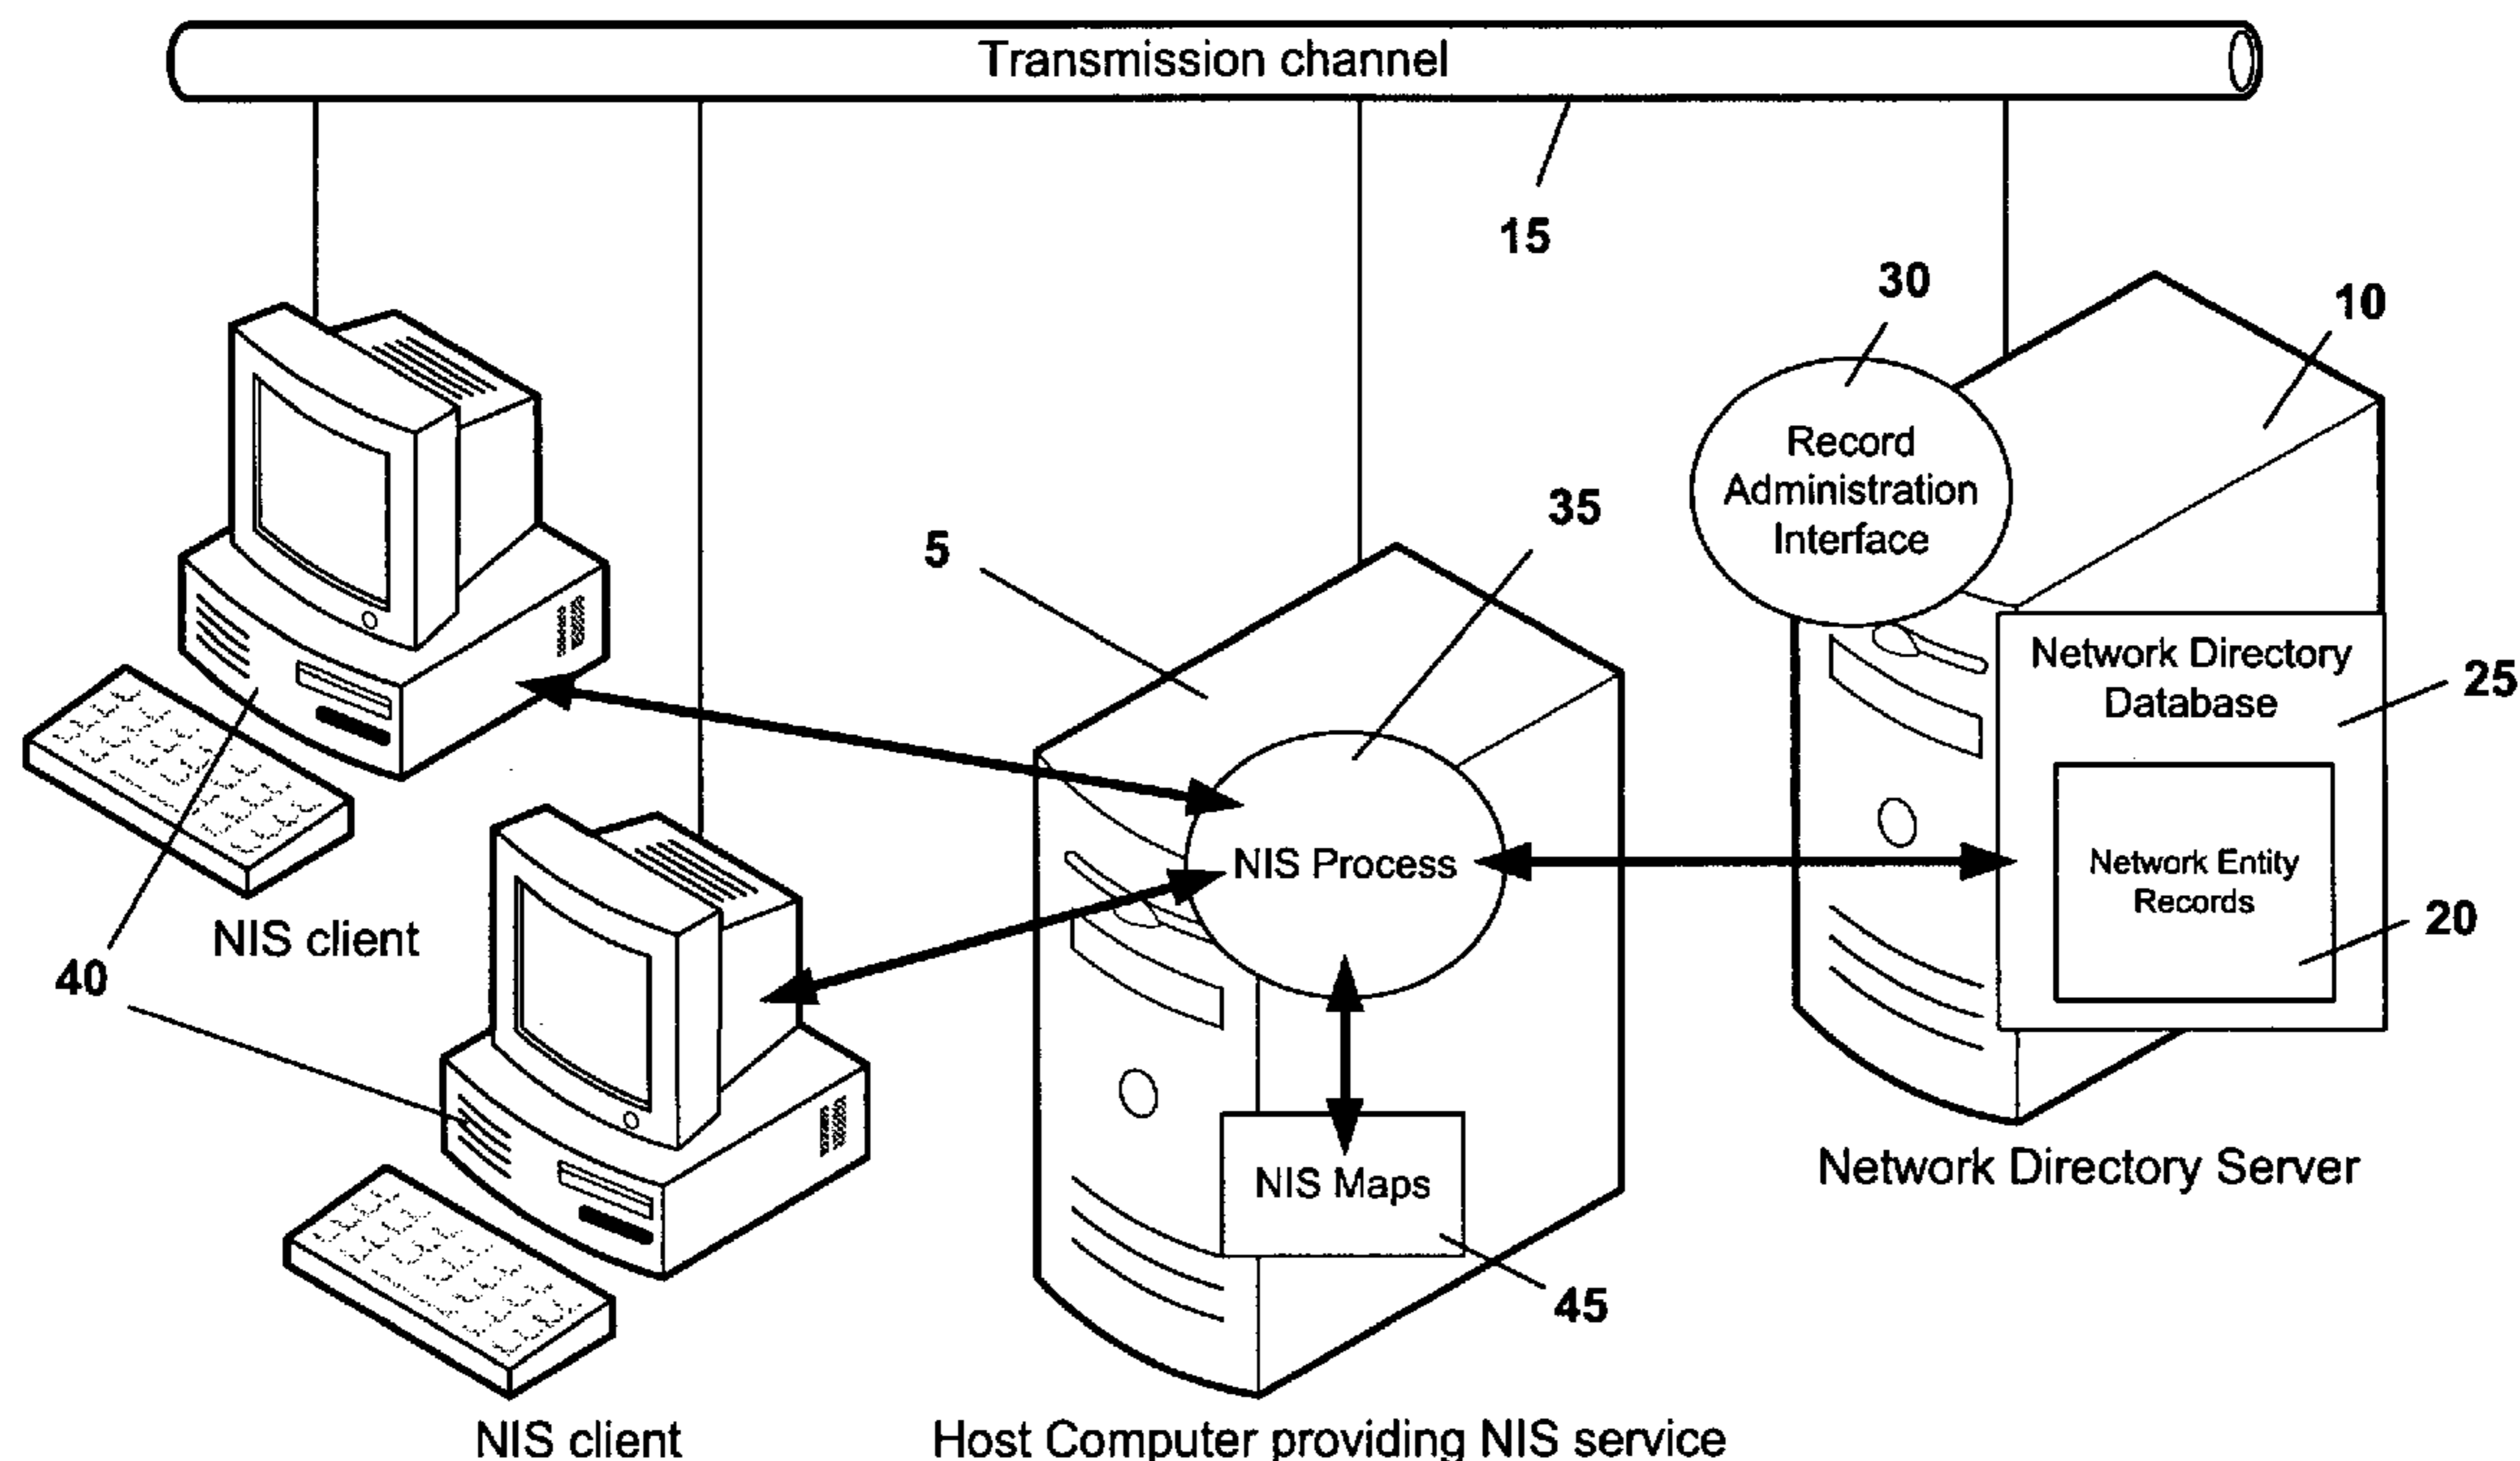 Transmission channel
15
30
10
Record
Administration
Interface
35
5
Network Directory
Database
25
NIS Process
Network Entity
Records
20
NIS client
40
NIS Maps
45
Network Directory Server
NIS client
Host Computer providing NIS service